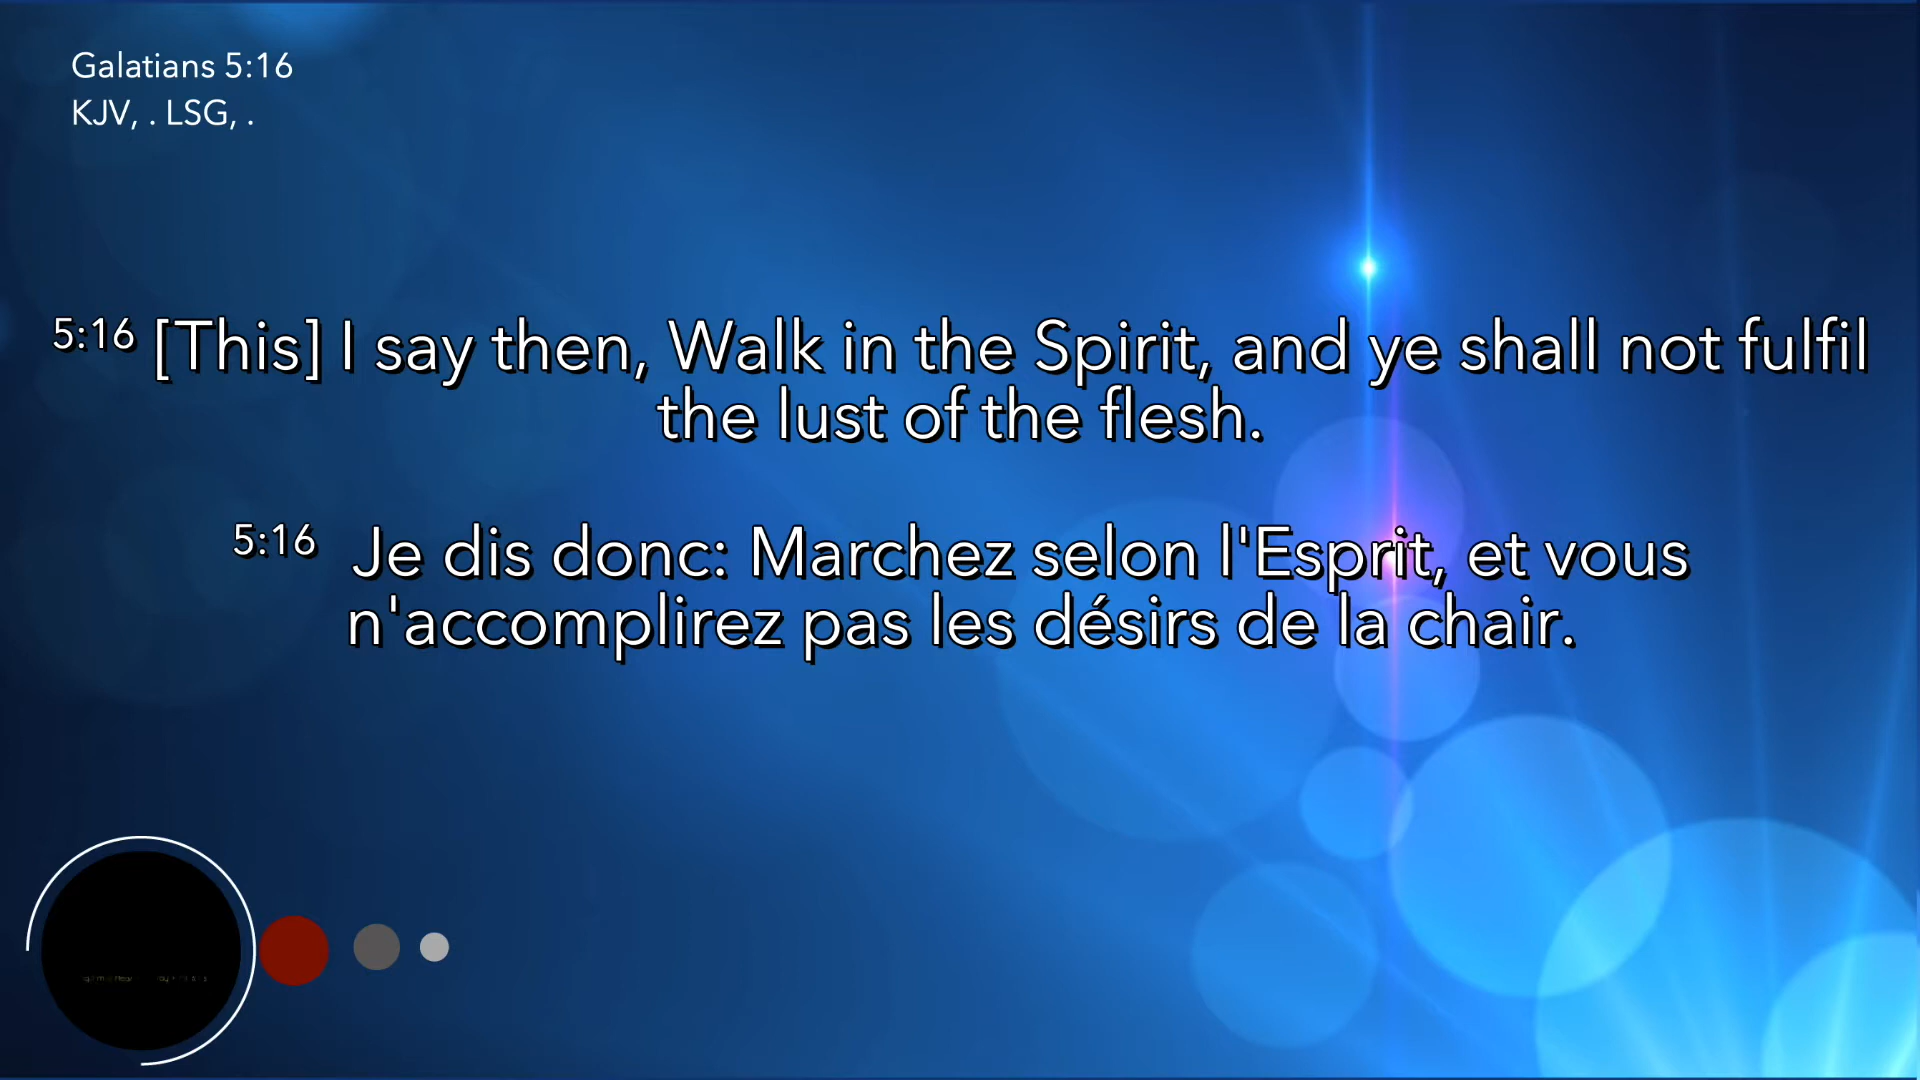 Galatians 5:16
KJV, . LSG, .
5:16 [This] I say then, Walk in the Spirit, and ye shall not fulfil
the lust of the flesh.
5:16 Je dis donc: Marchez selon l'Esprit, et vous
n'accomplirez pas les désirs de la chair.